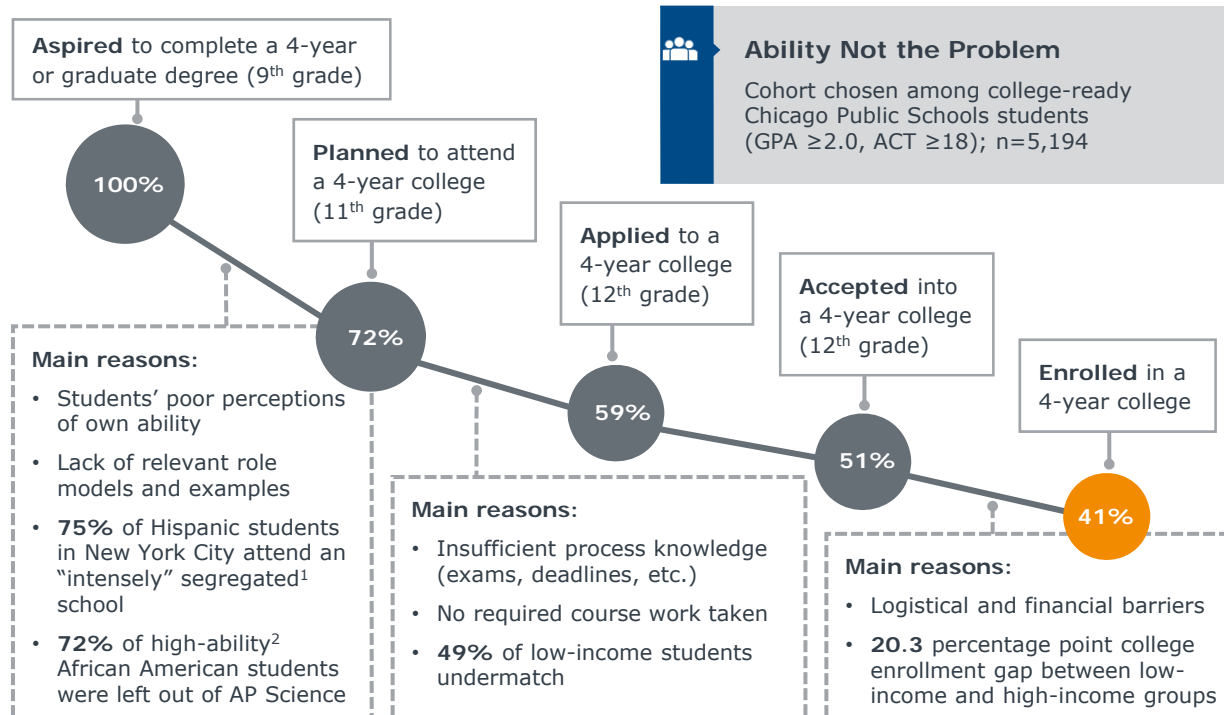 Aspired to complete a 4-year
or graduate degree (9th grade)
100%
Ability Not the Problem
Cohort chosen among college-ready
Chicago Public Schools students
(GPA ≥2.0, ACT ≥18); n=5,194
Planned to attend
a 4-year college
(11th grade)
72%
Applied to a
4-year college
(12th grade)
59%
Accepted into
a 4-year college
(12th grade)
51%
Enrolled in a
4-year college
41%
Main reasons:
• Students’ poor perceptions
of own ability
• Lack of relevant role
models and examples
• 75% of Hispanic students
in New York City attend an
“intensely” segregated1
school
• 72% of high-ability2
African American students
were left out of AP Science
Main reasons:
• Insufficient process knowledge
(exams, deadlines, etc.)
• No required course work taken
• 49% of low-income students
undermatch
Main reasons:
• Logistical and financial barriers
• 20.3 percentage point college
enrollment gap between low-
income and high-income groups